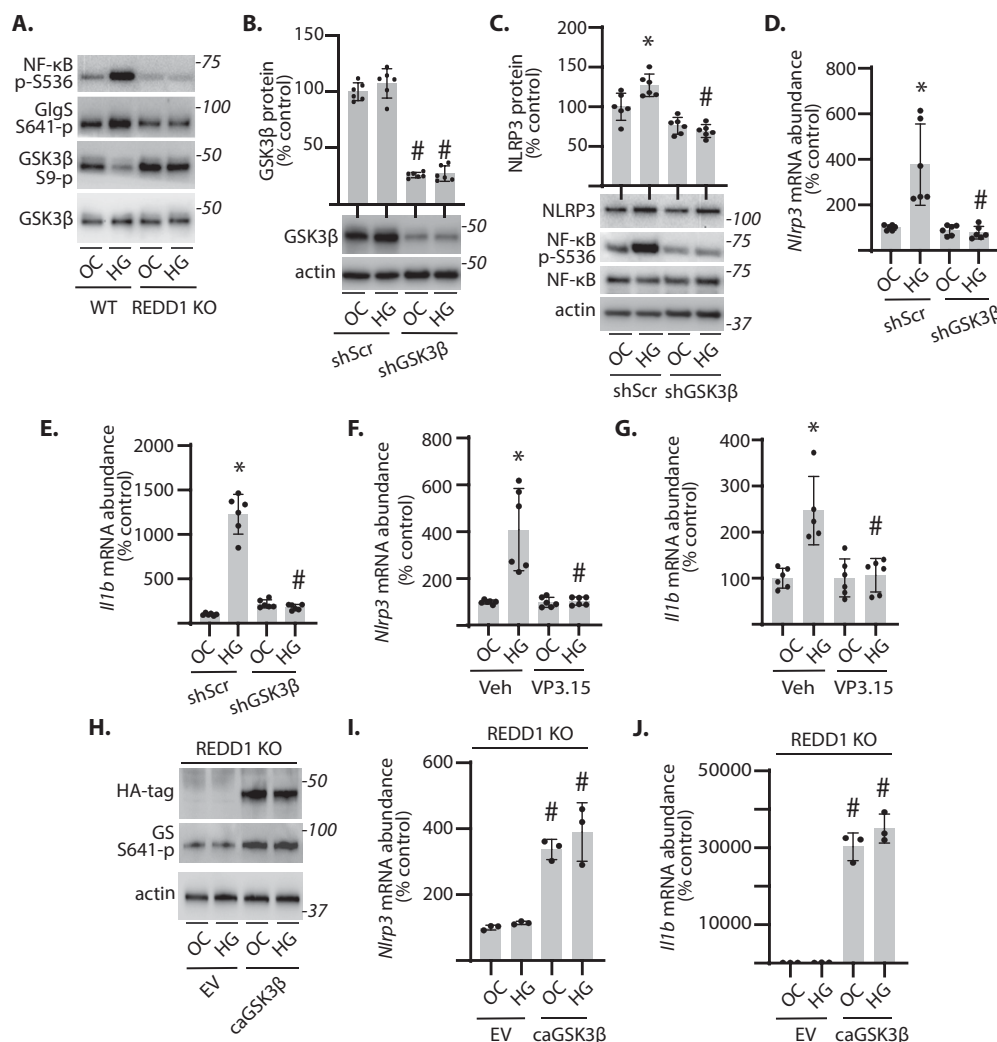 A.
NF-κB
p-S536
-75
GlgS
S641-p
-100
GSK3β
S9-p
-50
GSK3β
-50
OC HG OC HG
WT REDD1 KO
B.
GSK3β protein
(% control)
150
100
50
# #
GSK3β
-50
actin
-50
OC HG OC HG
shScr shGSK3β
C.
NLRP3 protein
(% control)
200
150
100
50
* #
NLRP3
-100
NF-κB
p-S536
-75
NF-κB
-75
actin
-37
OC HG OC HG
shScr shGSK3β
D.
Nlrp3 mRNA abundance
(% control)
800
600
400
200
* #
OC HG OC HG
shScr shGSK3β
E.
Il1b mRNA abundance
(% control)
2000
1500
1000
500
* #
OC HG OC HG
shScr shGSK3β
F.
Nlrp3 mRNA abundance
(% control)
800
600
400
200
* #
OC HG OC HG
Veh VP3.15
G.
Il1b mRNA abundance
(% control)
400
300
200
100
* #
OC HG OC HG
Veh VP3.15
H.
REDD1 KO
HA-tag
-50
GS
S641-p
-100
actin
-37
OC HG OC HG
EV caGSK3β
I.
REDD1 KO
Nlrp3 mRNA abundance
(% control)
600
400
200
# #
OC HG OC HG
EV caGSK3β
J.
REDD1 KO
Il1b mRNA abundance
(% control)
50000
30000
10000
# #
OC HG OC HG
EV caGSK3β